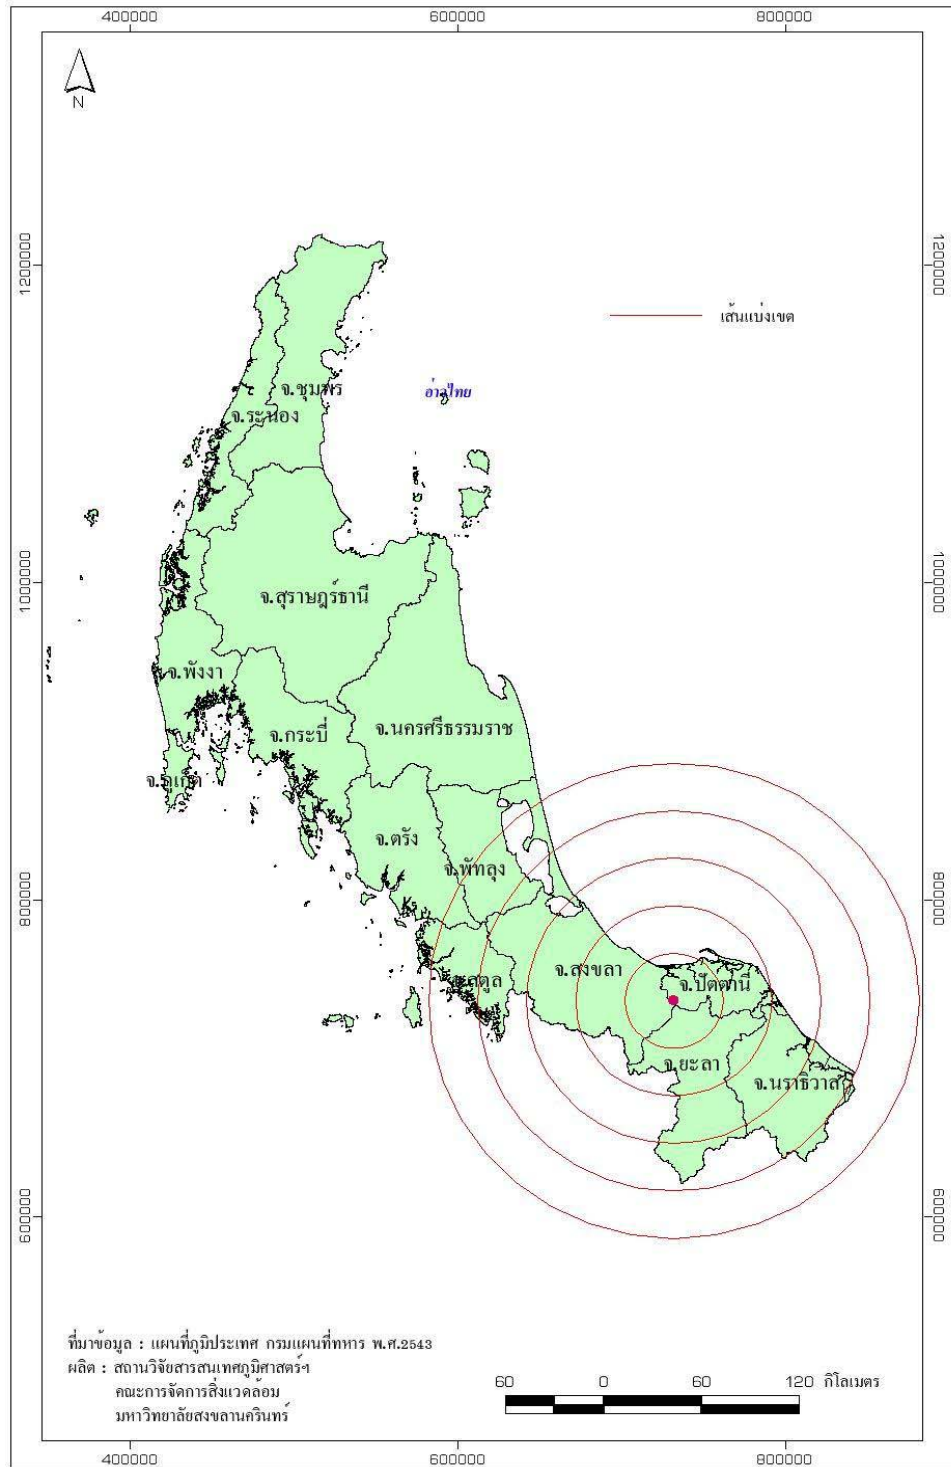 400000
600000
800000
N
1200000
1200000
เส้นแบ่งเขต
จ.ชุมพร
อ่าวไทย
จ.ระนอง
1000000
1000000
จ.สุราษฎร์ธานี
จ.พังงา
จ.นครศรีธรรมราช
จ.กระบี่
จ.ภูเก็ต
จ.ตรัง
จ.พัทลุง
800000
800000
จ.สงขลา
จ.สตูล
จ.ปัตตานี
จ.ยะลา
จ.นราธิวาส
600000
600000
ที่มาข้อมูล : แผนที่ภูมิประเทศ กรมแผนที่ทหาร พ.ศ.2543
ผลิต : สถานวิจัยสารสนเทศภูมิศาสตร์ฯ
คณะการจัดการสิ่งแวดล้อม
มหาวิทยาลัยสงขลานครินทร์
60 0 60 120 กิโลเมตร
400000
600000
800000